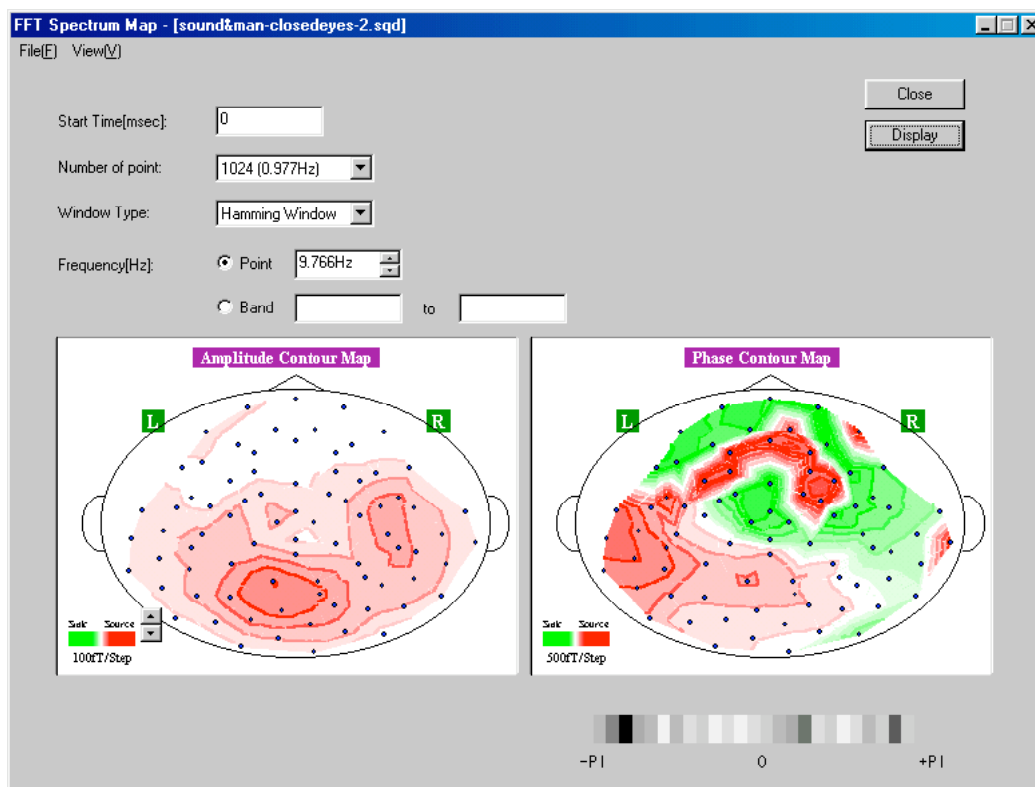 FFT Spectrum Map - [sound&man-closedeyes-2.sqd]
File(F) View(V)
Close
Start Time[msec]: 0
Display
Number of point: 1024 (0.977Hz)
Window Type: Hamming Window
Frequency[Hz]: Point 9.766Hz
Band to
Amplitude Contour Map
L R
Sink Source
100fT/Step
Phase Contour Map
L R
Sink Source
500fT/Step
-PI 0 +PI